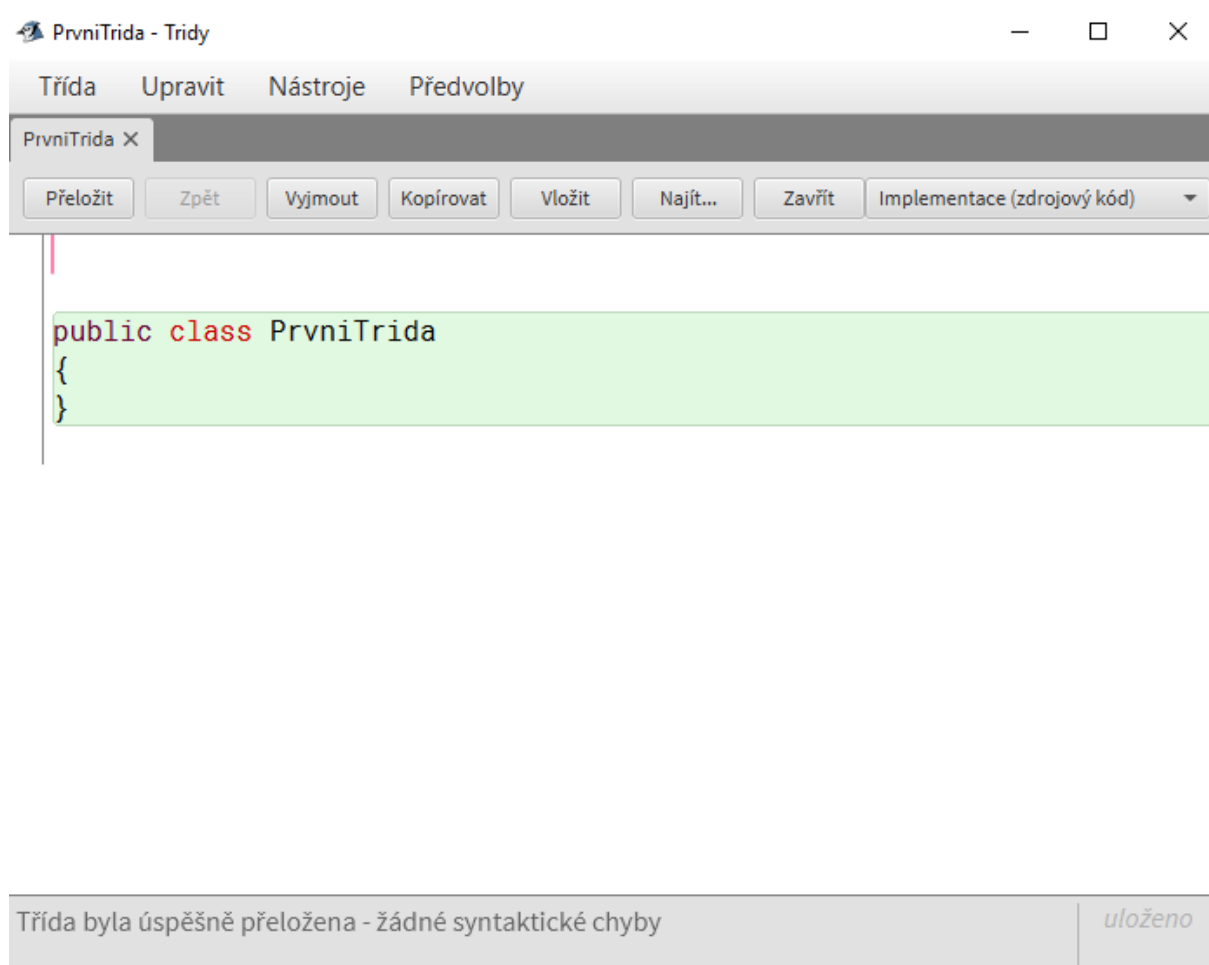 PrvniTrida - Tridy
Třída Upravit Nástroje Předvolby
PrvniTrida
Přeložit Zpět Vyjmout Kopírovat Vložit Najít... Zavřít Implementace (zdrojový kód)
public class PrvniTrida
{
}
Třída byla úspěšně přeložena - žádné syntaktické chyby uloženo